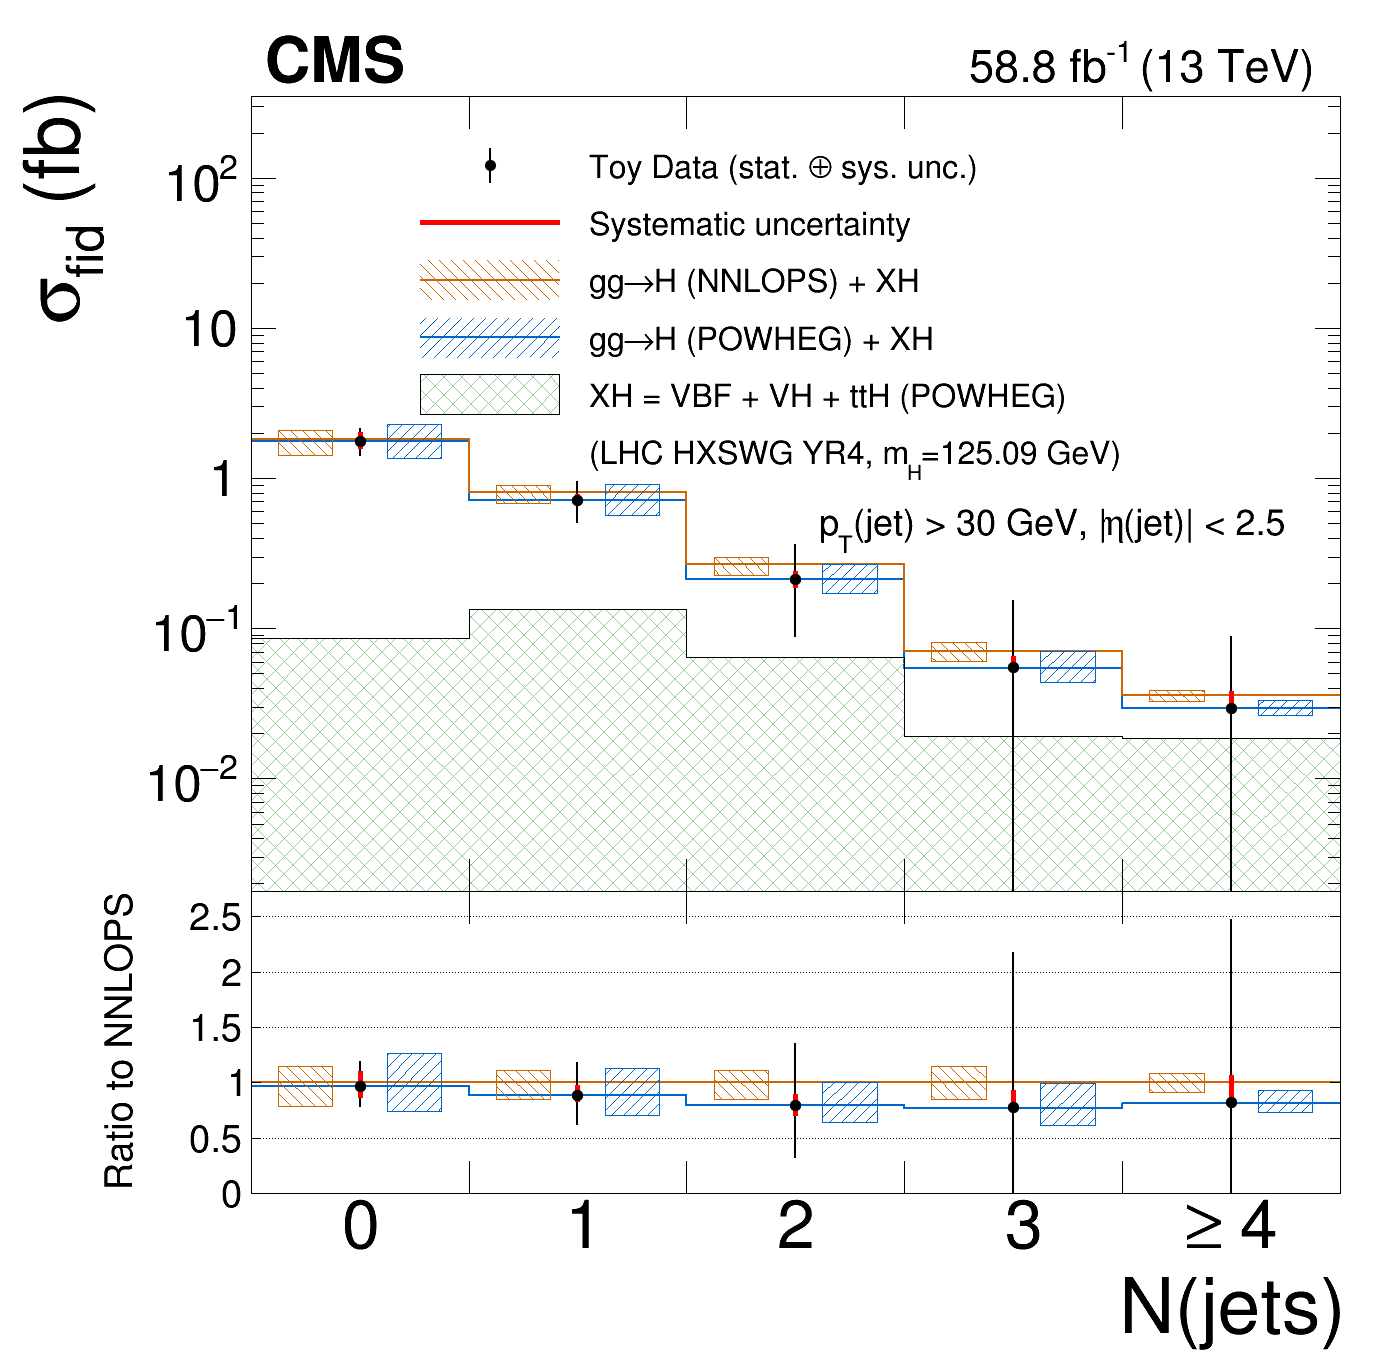 CMS
58.8 fb⁻¹ (13 TeV)
σ_fid (fb)
10²
10
1
10⁻¹
10⁻²
Toy Data (stat. ⊕ sys. unc.)
Systematic uncertainty
gg→H (NNLOPS) + XH
gg→H (POWHEG) + XH
XH = VBF + VH + ttH (POWHEG)
(LHC HXSWG YR4, m_H=125.09 GeV)
p_T(jet) > 30 GeV, |η(jet)| < 2.5
Ratio to NNLOPS
2.5
2
1.5
1
0.5
0
0 1 2 3 ≥ 4
N(jets)